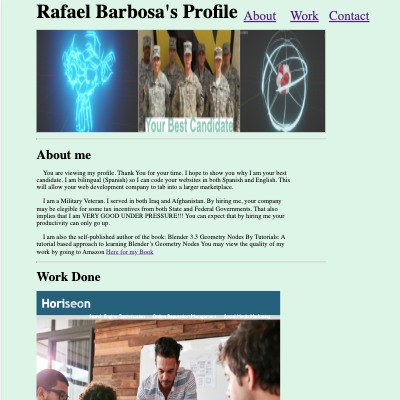 Rafael Barbosa's Profile About Work Contact
Your Best Candidate
About me
You are viewing my profile. Thank You for your time. I hope to show you why I am your best
candidate. I am bilingual (Spanish) so I can code your websites in both Spanish and English. This
will allow your web development company to tab into a larger marketplace.
I am a Military Veteran. I served in both Iraq and Afghanistan. By hiring me, your company
may be elegible for some tax incentives from both State and Federal Governments. That also
implies that I am VERY GOOD UNDER PRESSURE!!! You can expect that by hiring me your
productivity can only go up.
I am also the self-published author of the book: Blender 3.3 Geometry Nodes By Tutorials: A
tutorial based approach to learning Blender's Geometry Nodes You may view the quality of my
work by going to Amazon Here for my Book
Work Done
Horiseon